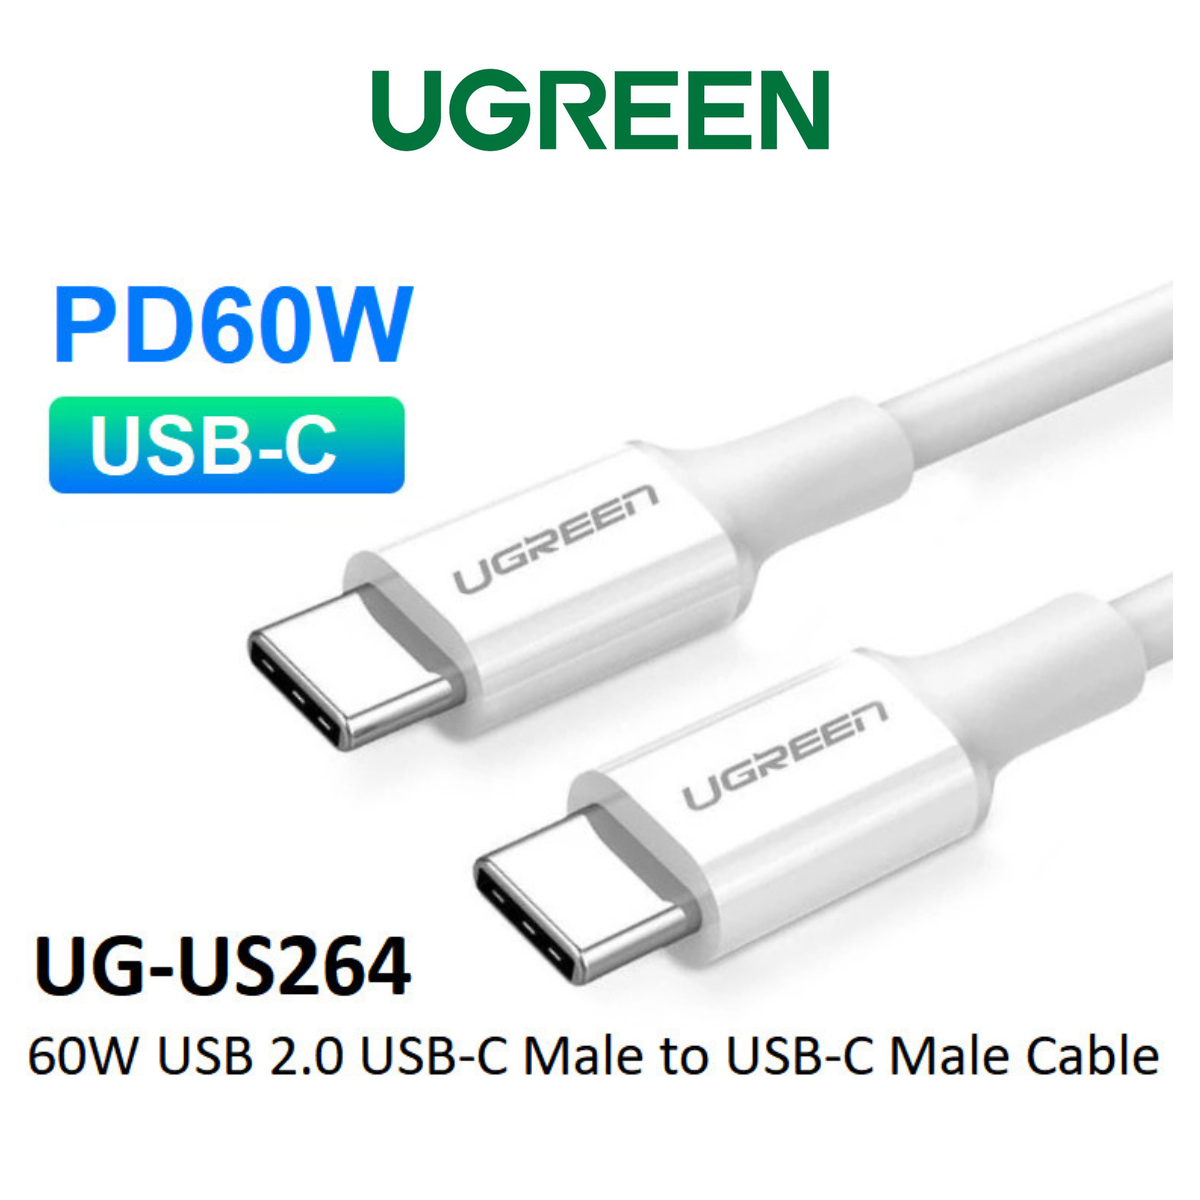 UGREEN
PD60W
USB-C
UGREEN
UGREEN
UG-US264
60W USB 2.0 USB-C Male to USB-C Male Cable